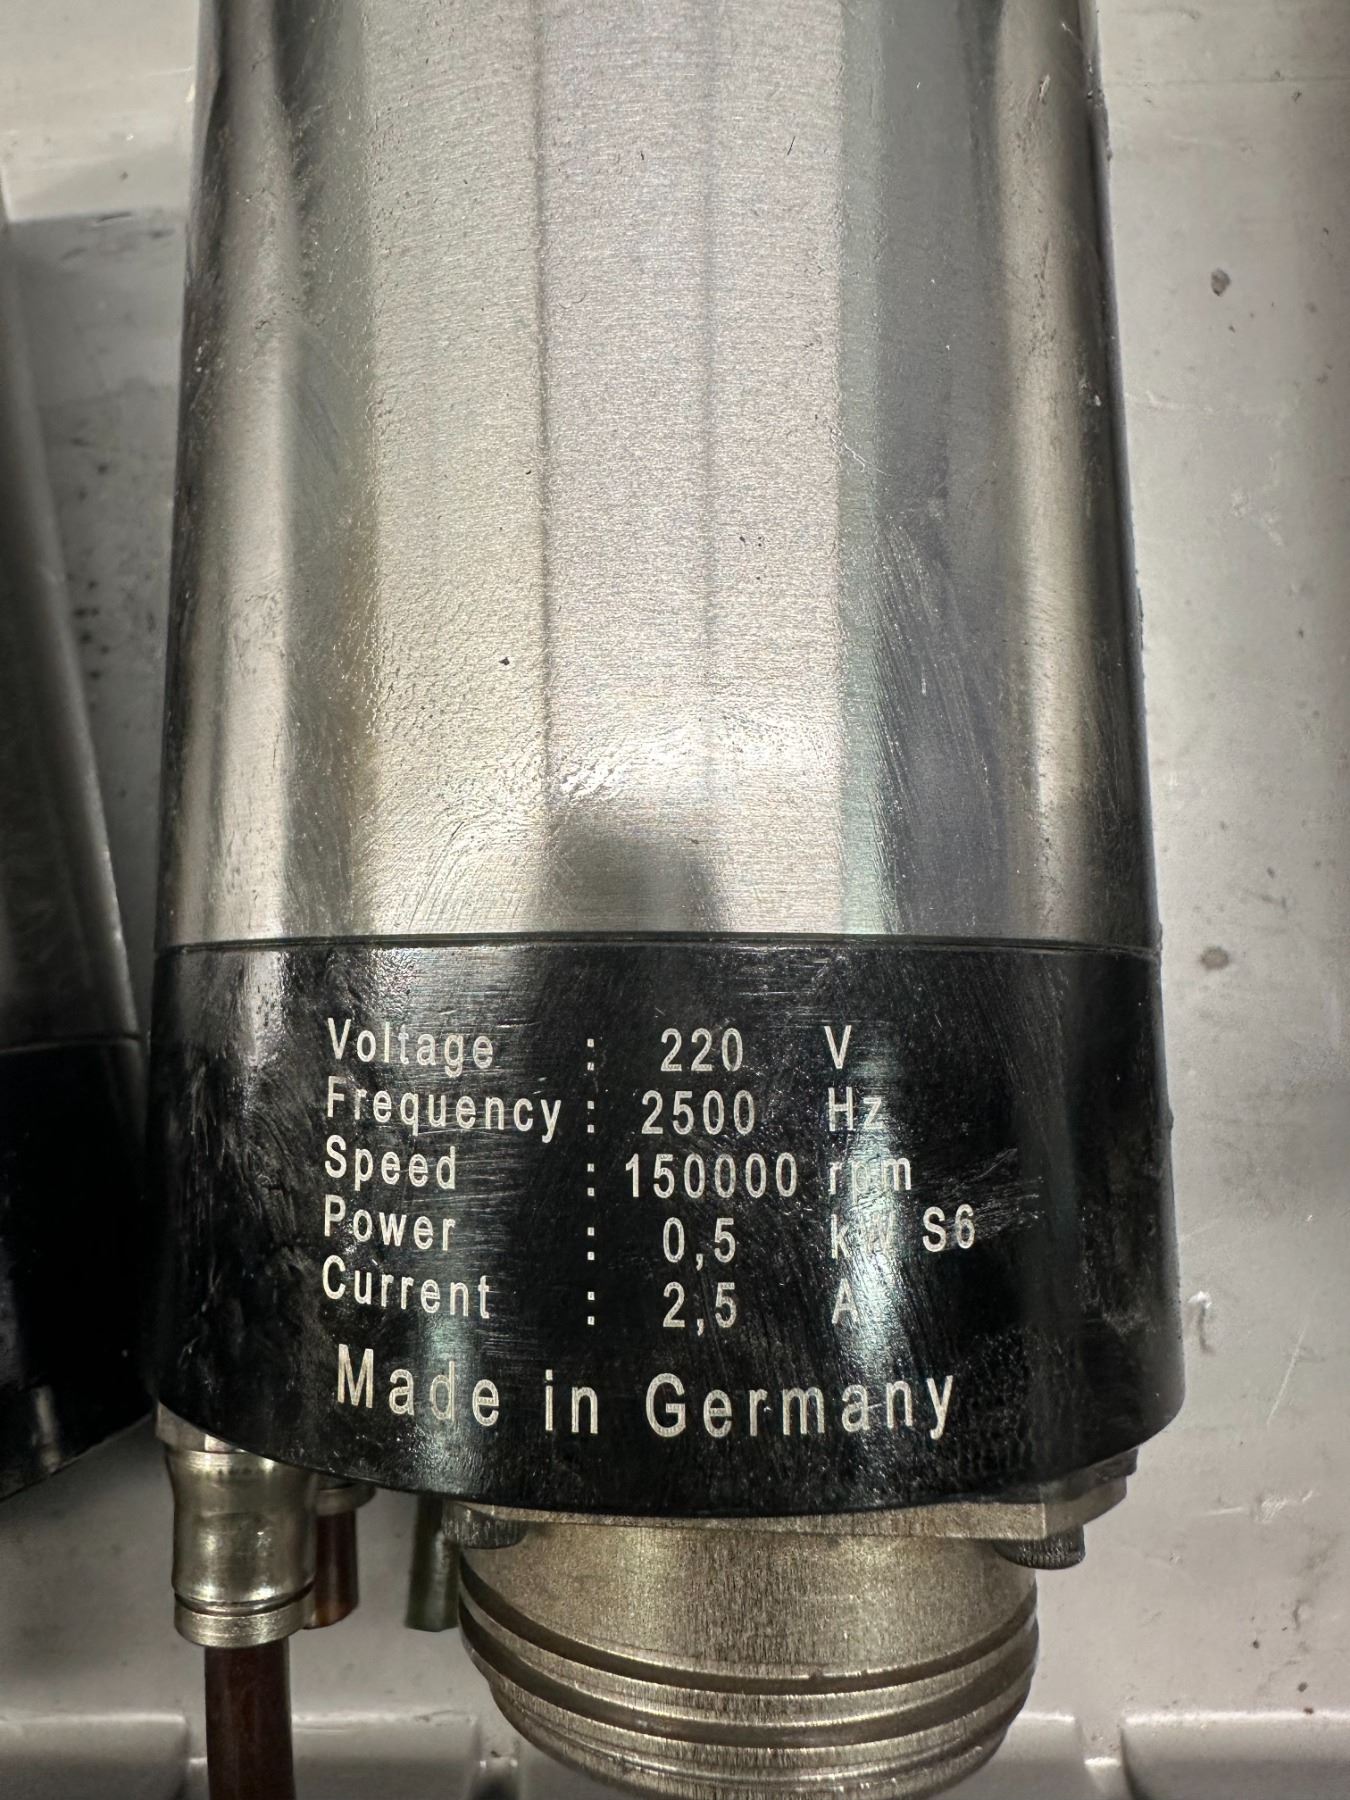 Voltage : 220 V
Frequency : 2500 Hz
Speed : 150000 rpm
Power : 0,5 kW S6
Current : 2,5 A
Made in Germany